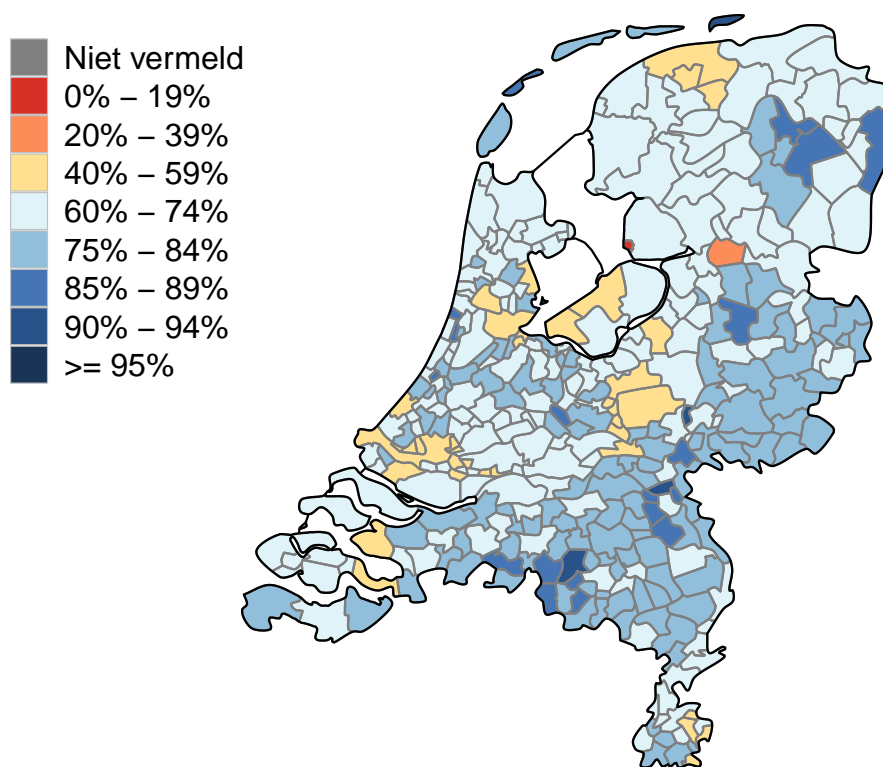 Niet vermeld
0% – 19%
20% – 39%
40% – 59%
60% – 74%
75% – 84%
85% – 89%
90% – 94%
>= 95%